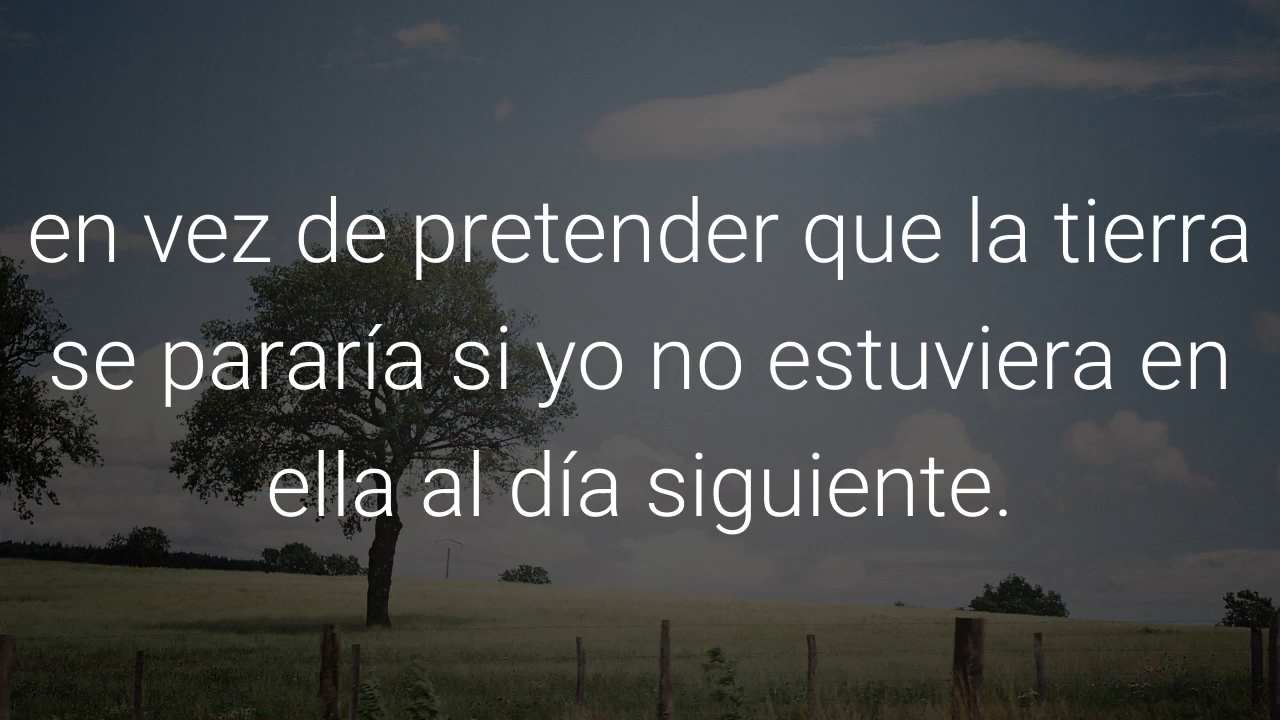 en vez de pretender que la tierra
se pararía si yo no estuviera en
ella al día siguiente.